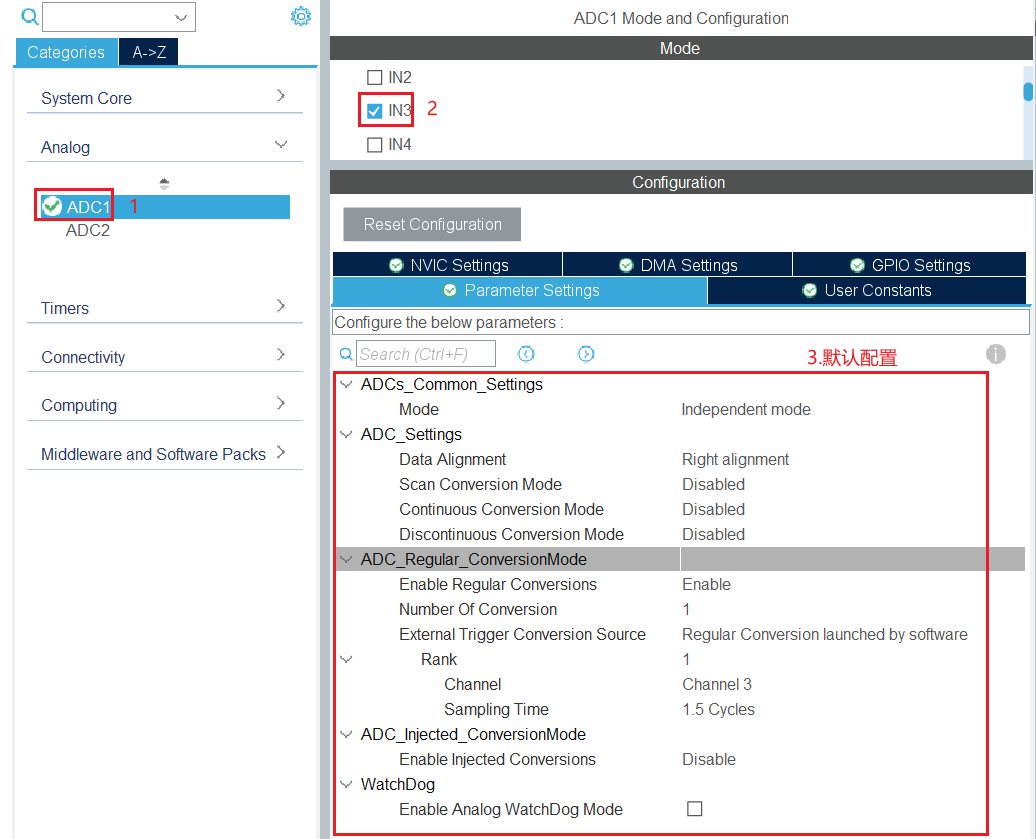 ADC1 Mode and Configuration
Categories A->Z
Mode
System Core
IN2
IN3 2
IN4
Analog
ADC1 1
ADC2
Timers
Connectivity
Computing
Middleware and Software Packs
Configuration
Reset Configuration
NVIC Settings DMA Settings GPIO Settings
Parameter Settings User Constants
Configure the below parameters :
Search (Ctrl+F) 3.默认配置
ADCs_Common_Settings
Mode Independent mode
ADC_Settings
Data Alignment Right alignment
Scan Conversion Mode Disabled
Continuous Conversion Mode Disabled
Discontinuous Conversion Mode Disabled
ADC_Regular_ConversionMode
Enable Regular Conversions Enable
Number Of Conversion 1
External Trigger Conversion Source Regular Conversion launched by software
Rank 1
Channel Channel 3
Sampling Time 1.5 Cycles
ADC_Injected_ConversionMode
Enable Injected Conversions Disable
WatchDog
Enable Analog WatchDog Mode